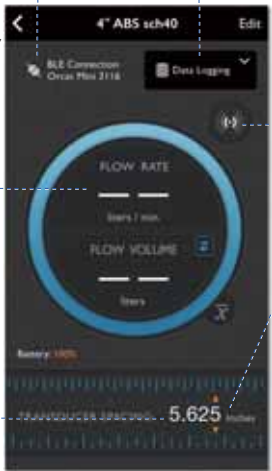 4" ABS sch40 Edit
BLE Connection
Orcas Mini 3116
Data Logging
FLOW RATE
— —
liters / min.
FLOW VOLUME
— —
liters
Battery: 100%
TRANSDUCER SPACING 5.625 inches